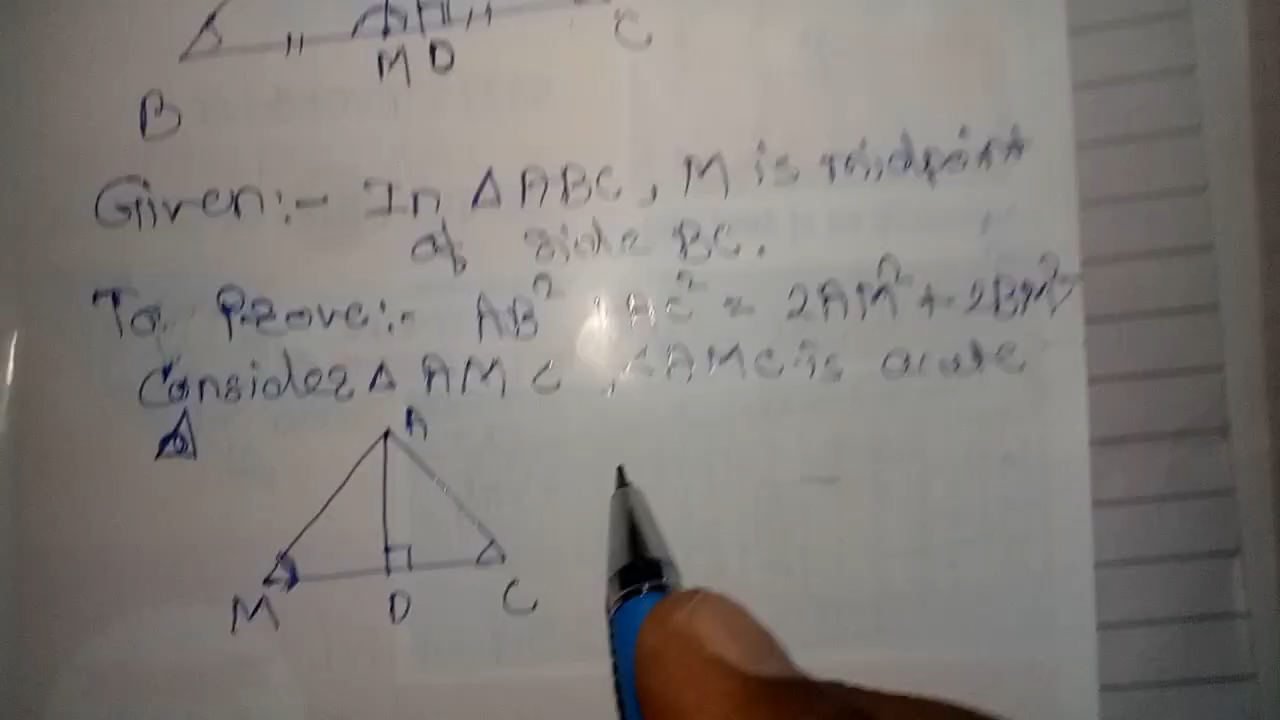 C
M D
B
Given:- In △ABC, M is midpoint
of side BC.
To Prove:- AB² + AC² = 2AM² + 2BM²
Consider △ AMC, ∠AMC is acute
A
M D C